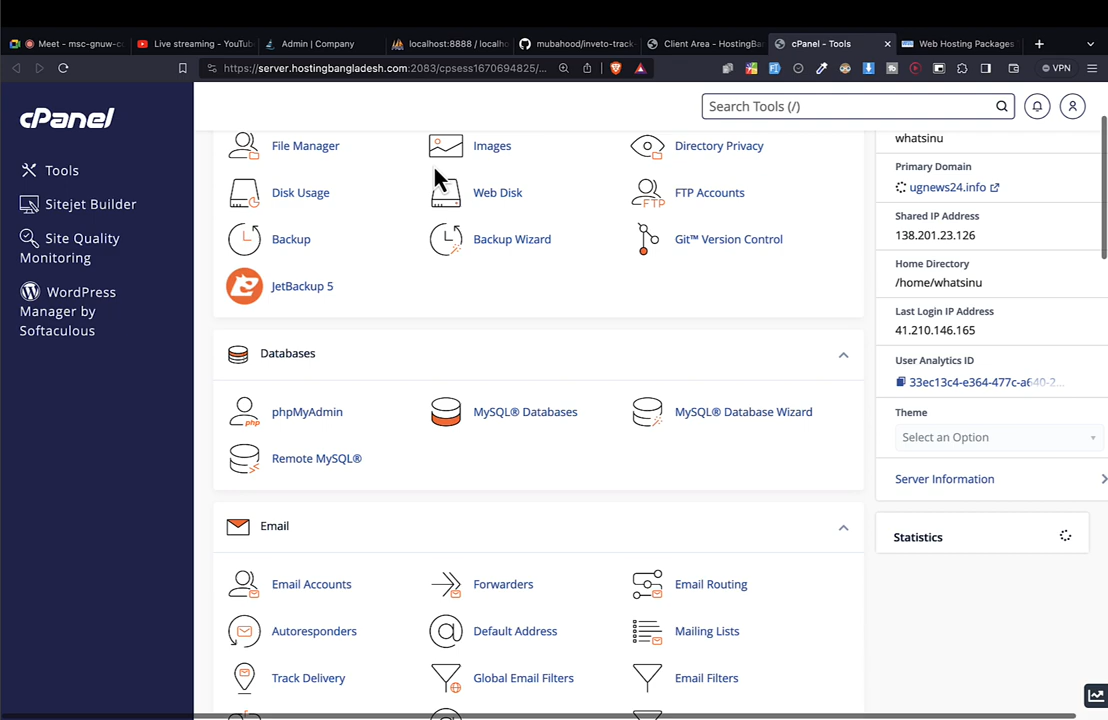 Meet - msc-gnuw-c
Live streaming - YouTub
Admin | Company
localhost:8888 / localh
mubahood/inveto-track
Client Area - HostingBa
cPanel - Tools
Web Hosting Packages
https://server.hostingbangladesh.com:2083/cpsess1670694825/...
VPN
cPanel
Search Tools (/)
Tools
Sitejet Builder
Site Quality
Monitoring
WordPress
Manager by
Softaculous
File Manager
Images
Directory Privacy
Disk Usage
Web Disk
FTP Accounts
Backup
Backup Wizard
Git™ Version Control
JetBackup 5
Databases
phpMyAdmin
MySQL® Databases
MySQL® Database Wizard
Remote MySQL®
Email
Email Accounts
Forwarders
Email Routing
Autoresponders
Default Address
Mailing Lists
Track Delivery
Global Email Filters
Email Filters
whatsinu
Primary Domain
ugnews24.info
Shared IP Address
138.201.23.126
Home Directory
/home/whatsinu
Last Login IP Address
41.210.146.165
User Analytics ID
33ec13c4-e364-477c-a640-2...
Theme
Select an Option
Server Information
Statistics